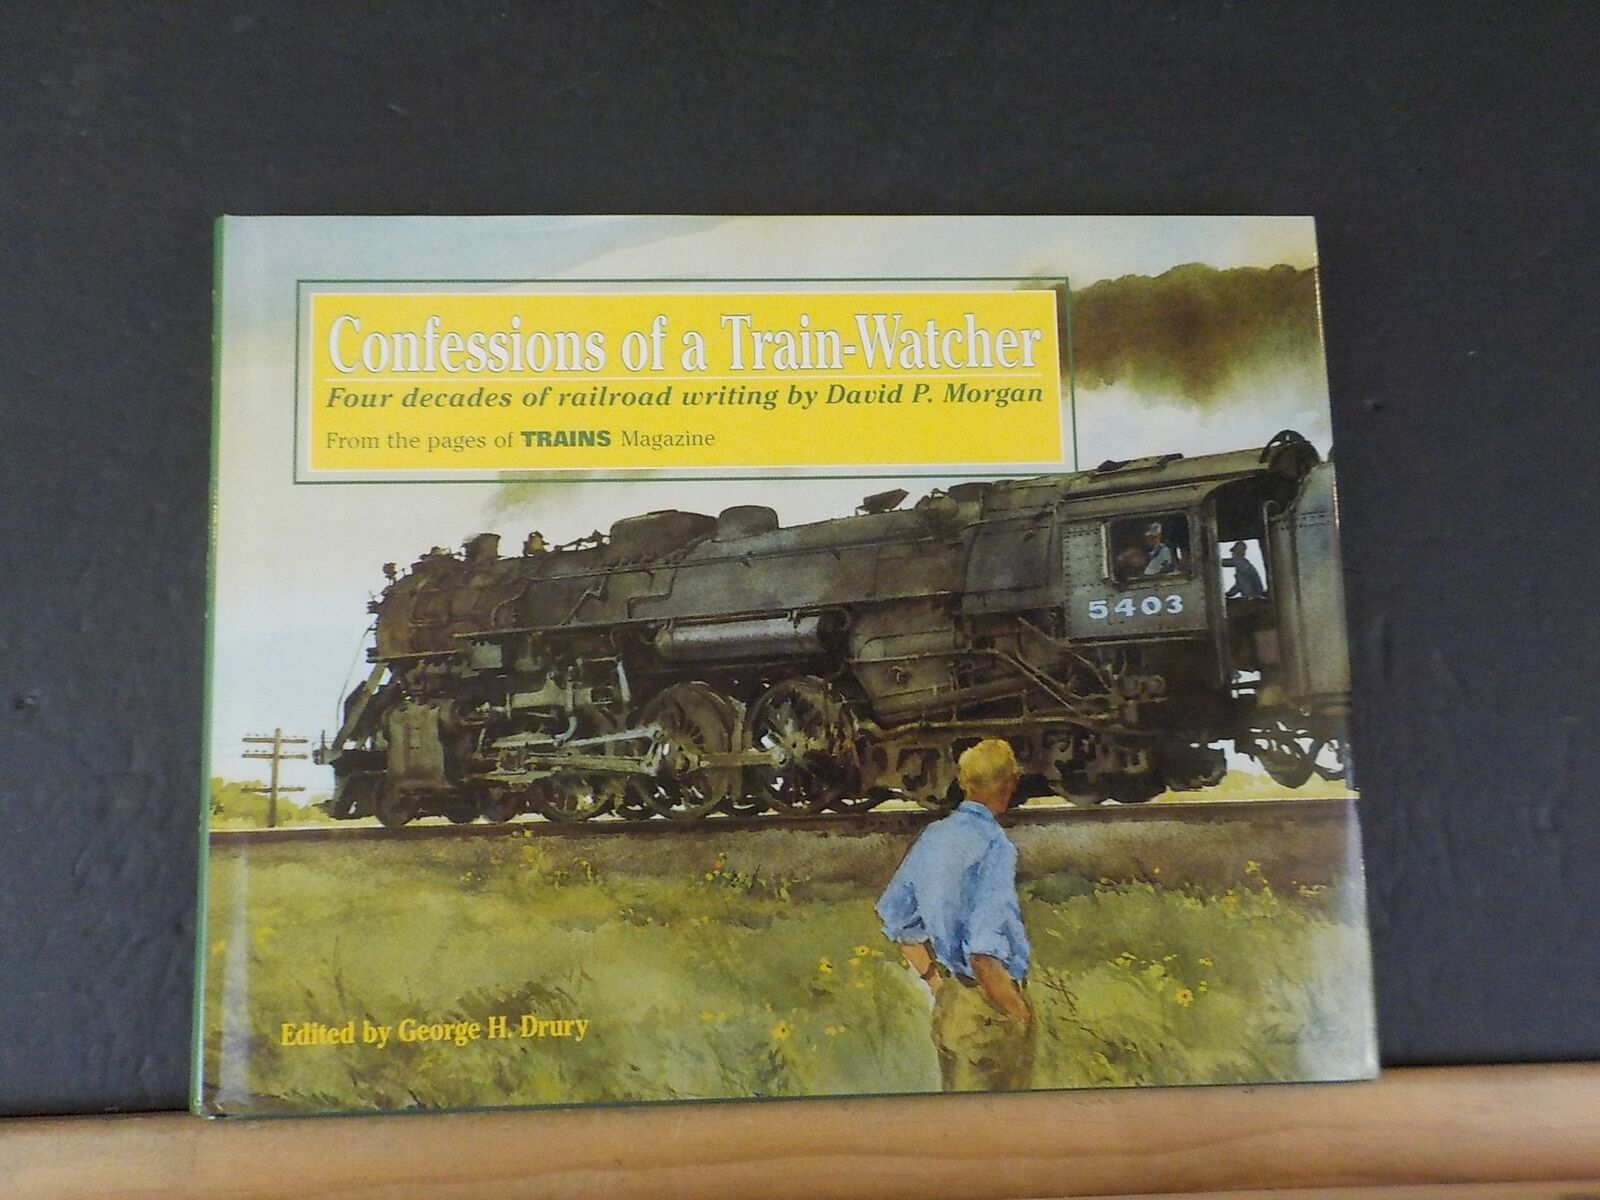 Confessions of a Train-Watcher
Four decades of railroad writing by David P. Morgan
From the pages of TRAINS Magazine
5403
Edited by George H. Drury